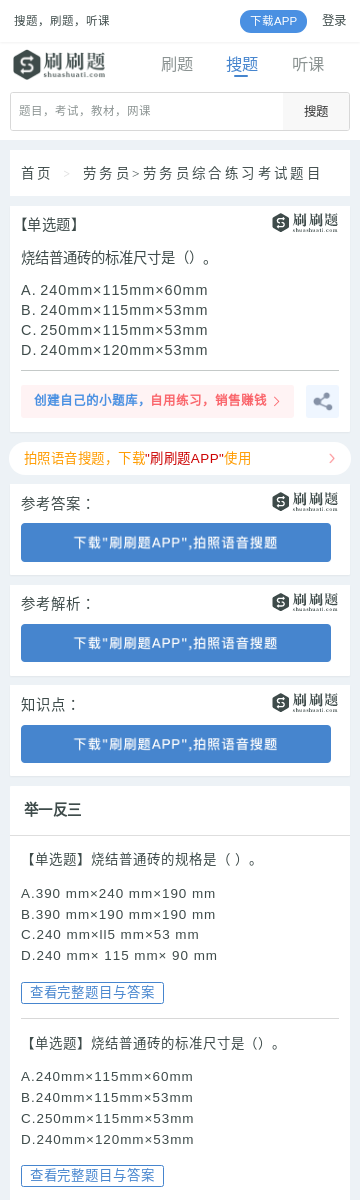 搜题，刷题，听课
下载APP 登录
刷刷题
shuashuati.com
刷题 搜题 听课
题目，考试，教材，网课 搜题
首页 > 劳务员>劳务员综合练习考试题目
【单选题】 刷刷题
shuashuati.com
烧结普通砖的标准尺寸是（）。
A. 240mm×115mm×60mm
B. 240mm×115mm×53mm
C. 250mm×115mm×53mm
D. 240mm×120mm×53mm
创建自己的小题库，自用练习，销售赚钱
拍照语音搜题，下载"刷刷题APP"使用
参考答案： 刷刷题
shuashuati.com
下载"刷刷题APP",拍照语音搜题
参考解析： 刷刷题
shuashuati.com
下载"刷刷题APP",拍照语音搜题
知识点： 刷刷题
shuashuati.com
下载"刷刷题APP",拍照语音搜题
举一反三
【单选题】烧结普通砖的规格是（ ）。
A.390 mm×240 mm×190 mm
B.390 mm×190 mm×190 mm
C.240 mm×ll5 mm×53 mm
D.240 mm× 115 mm× 90 mm
查看完整题目与答案
【单选题】烧结普通砖的标准尺寸是（）。
A.240mm×115mm×60mm
B.240mm×115mm×53mm
C.250mm×115mm×53mm
D.240mm×120mm×53mm
查看完整题目与答案